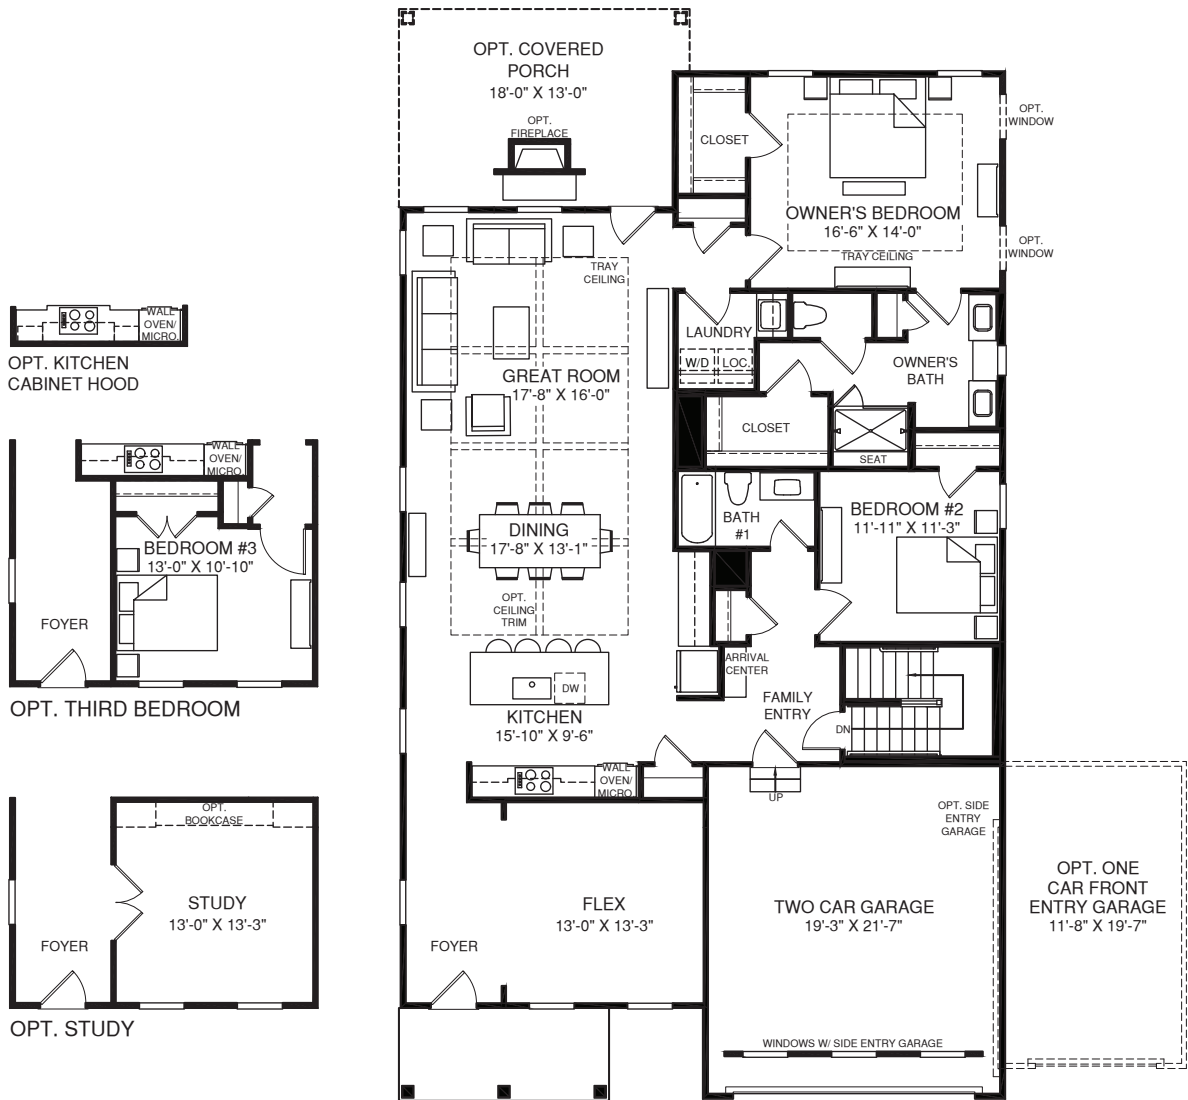 OPT. COVERED
PORCH
18'-0" X 13'-0"
OPT.
FIREPLACE
CLOSET
OPT.
WINDOW
OWNER'S BEDROOM
16'-6" X 14'-0"
TRAY CEILING
OPT.
WINDOW
TRAY
CEILING
LAUNDRY
W/D
LOC.
OWNER'S
BATH
GREAT ROOM
17'-8" X 16'-0"
CLOSET
SEAT
BATH
#1
BEDROOM #2
11'-11" X 11'-3"
DINING
17'-8" X 13'-1"
OPT.
CEILING
TRIM
ARRIVAL
CENTER
DW
KITCHEN
15'-10" X 9'-6"
FAMILY
ENTRY
DN
WALL
OVEN/
MICRO.
UP
OPT. SIDE
ENTRY
GARAGE
FLEX
13'-0" X 13'-3"
FOYER
TWO CAR GARAGE
19'-3" X 21'-7"
OPT. ONE
CAR FRONT
ENTRY GARAGE
11'-8" X 19'-7"
WINDOWS W/ SIDE ENTRY GARAGE
WALL
OVEN/
MICRO.
OPT. KITCHEN
CABINET HOOD
WALL
OVEN/
MICRO.
BEDROOM #3
13'-0" X 10'-10"
FOYER
OPT. THIRD BEDROOM
OPT.
BOOKCASE
STUDY
13'-0" X 13'-3"
FOYER
OPT. STUDY